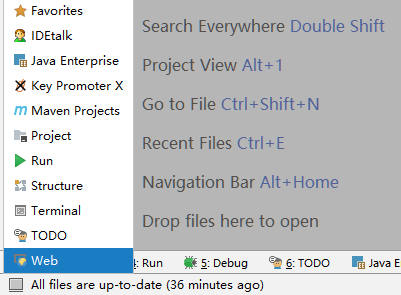 Favorites
IDEtalk
Java Enterprise
Key Promoter X
Maven Projects
Project
Run
Structure
Terminal
TODO
Web
Search Everywhere Double Shift
Project View Alt+1
Go to File Ctrl+Shift+N
Recent Files Ctrl+E
Navigation Bar Alt+Home
Drop files here to open
4: Run 5: Debug 6: TODO Java E
All files are up-to-date (36 minutes ago)